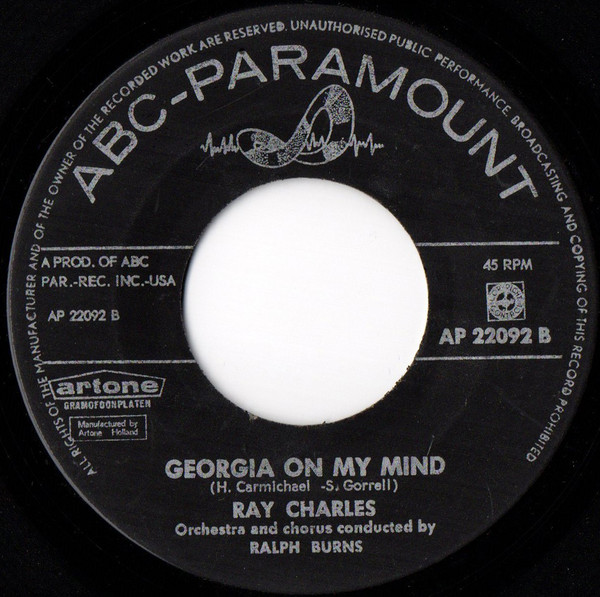 ALL RIGHTS OF THE MANUFACTURER AND OF THE OWNER OF THE RECORDED WORK ARE RESERVED. UNAUTHORISED PUBLIC PERFORMANCE, BROADCASTING AND COPYING OF THIS RECORD PROHIBITED
ABC-PARAMOUNT
A PROD. OF ABC
PAR.-REC. INC.-USA
45 RPM
AP 22092 B
AP 22092 B
artone
GRAMOFOONPLATEN
Manufactured by
Artone Holland
GEORGIA ON MY MIND
(H. Carmichael -S. Gorrell)
RAY CHARLES
Orchestra and chorus conducted by
RALPH BURNS